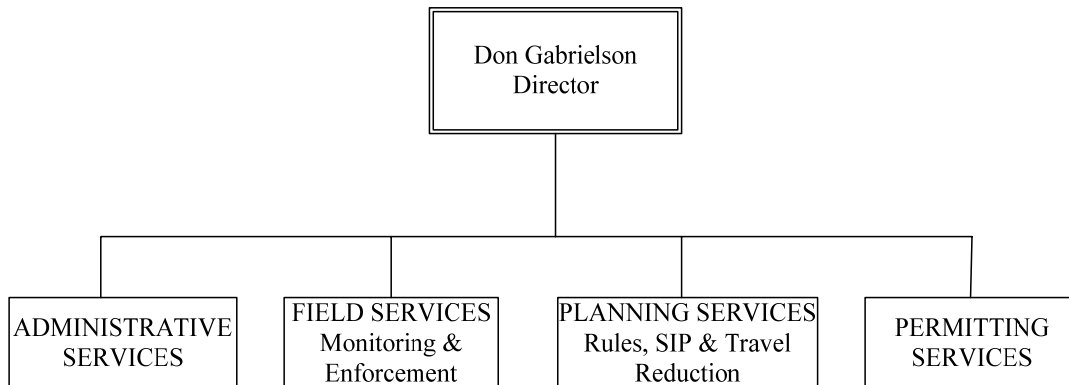 Don Gabrielson
Director
ADMINISTRATIVE
SERVICES
FIELD SERVICES
Monitoring &
Enforcement
PLANNING SERVICES
Rules, SIP & Travel
Reduction
PERMITTING
SERVICES